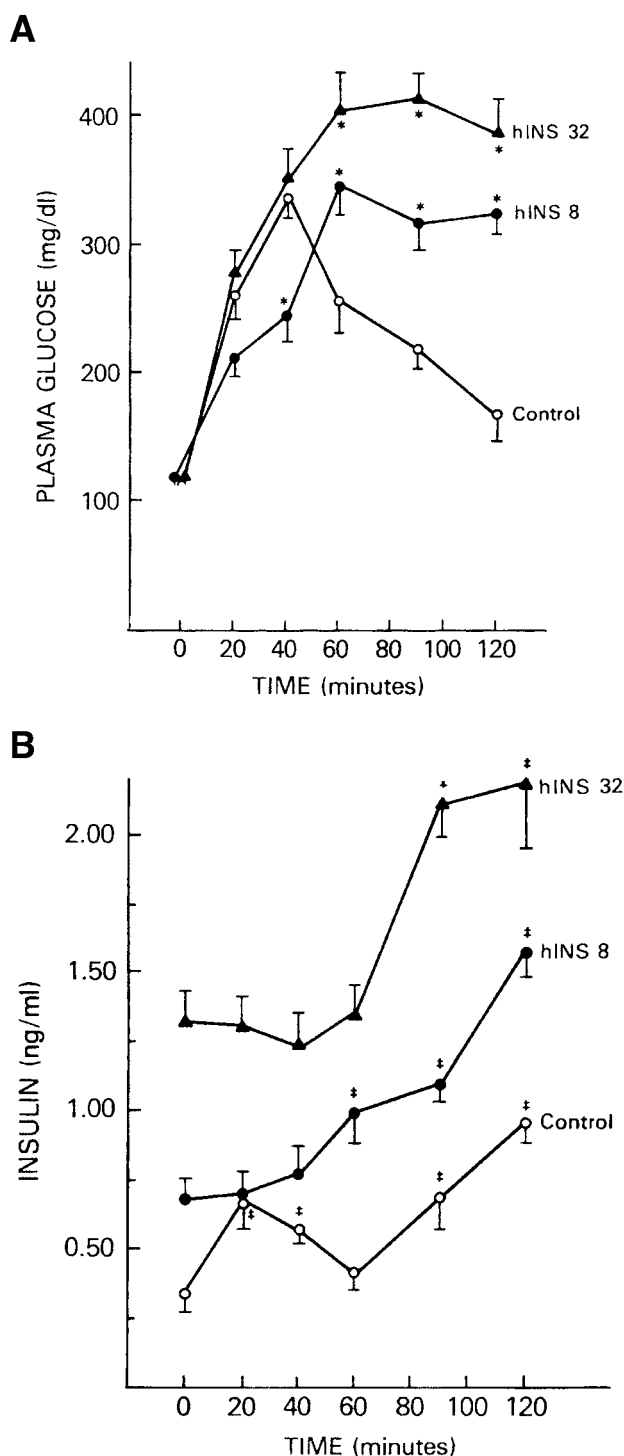 A
400
300
200
100
PLASMA GLUCOSE (mg/dl)
*
*
*
hINS 32
*
*
*
*
hINS 8
Control
0 20 40 60 80 100 120
TIME (minutes)
B
2.00
1.50
1.00
0.50
INSULIN (ng/ml)
‡
hINS 32
‡
hINS 8
‡
‡
‡
Control
‡
‡
‡
0 20 40 60 80 100 120
TIME (minutes)